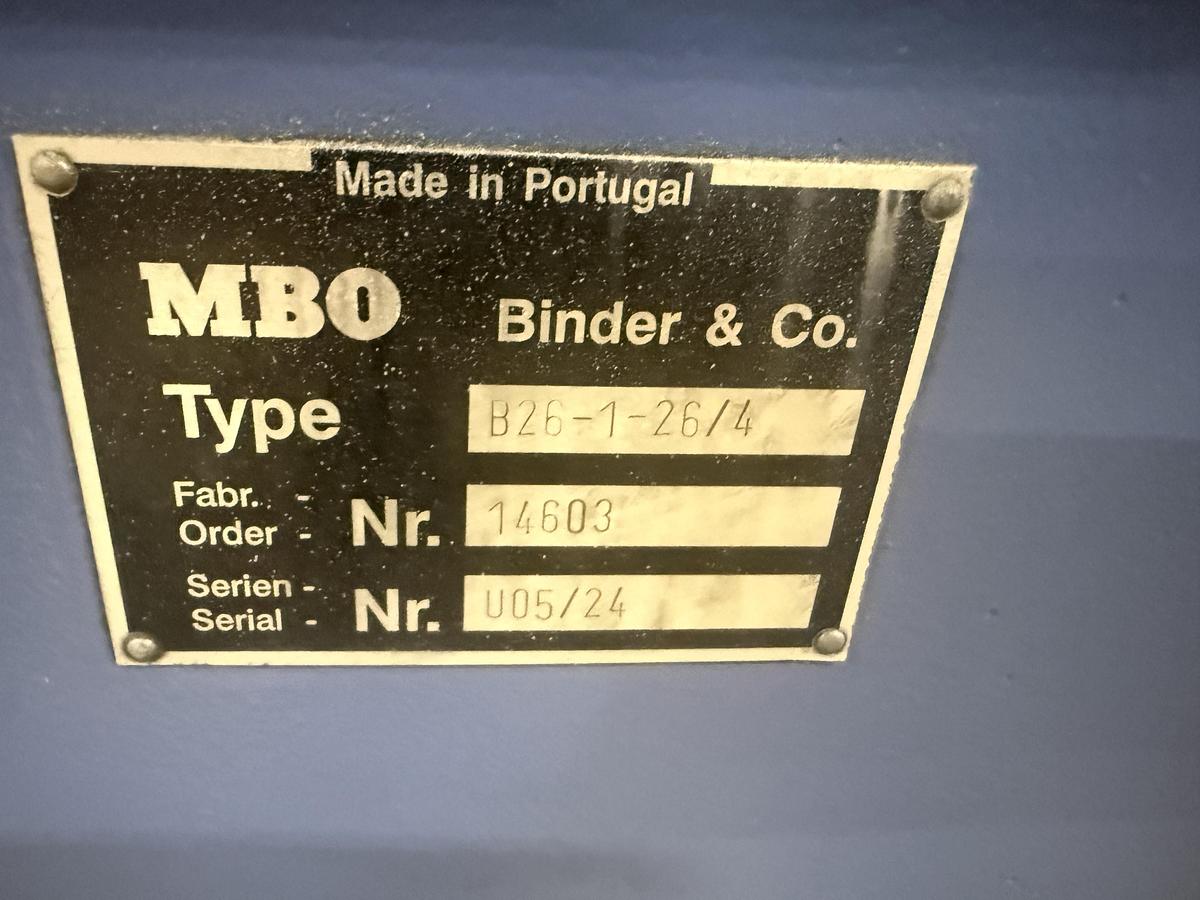 Made in Portugal
MBO Binder & Co.
Type B26-1-26/4
Fabr. -
Order - Nr. 14603
Serien -
Serial - Nr. U05/24